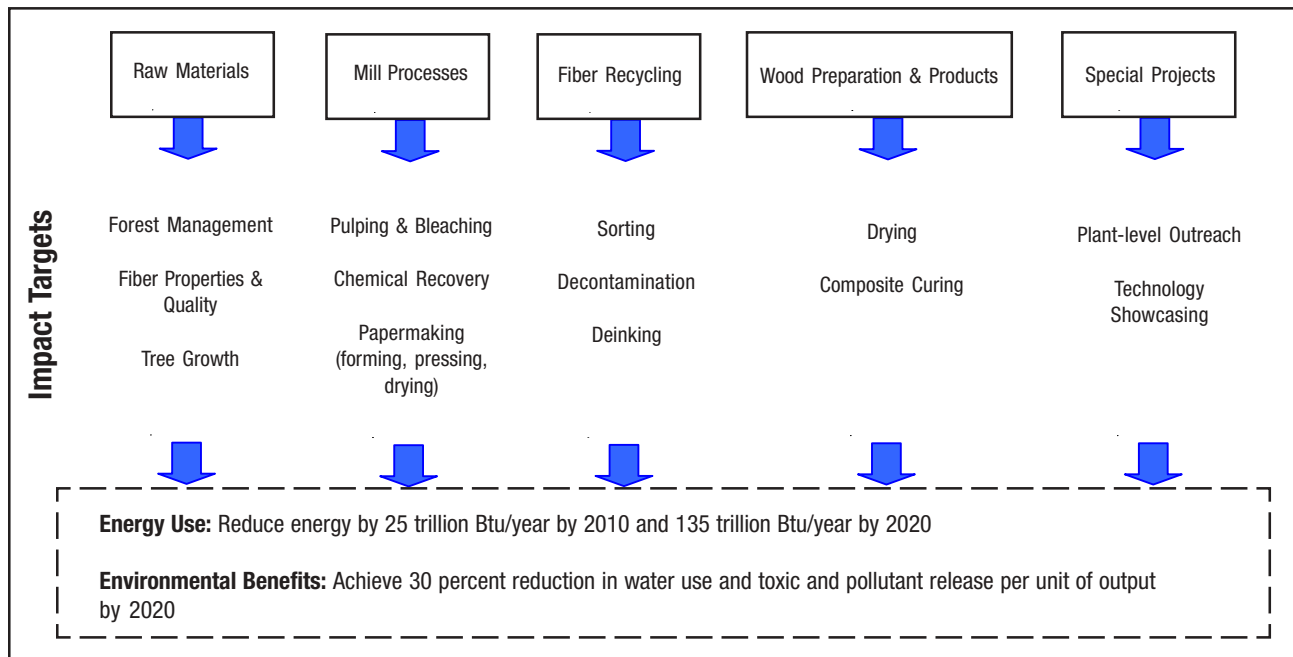 Raw Materials
Mill Processes
Fiber Recycling
Wood Preparation & Products
Special Projects
Impact Targets
Forest Management
Fiber Properties &
Quality
Tree Growth
Pulping & Bleaching
Chemical Recovery
Papermaking
(forming, pressing,
drying)
Sorting
Decontamination
Deinking
Drying
Composite Curing
Plant-level Outreach
Technology
Showcasing
Energy Use: Reduce energy by 25 trillion Btu/year by 2010 and 135 trillion Btu/year by 2020
Environmental Benefits: Achieve 30 percent reduction in water use and toxic and pollutant release per unit of output
by 2020